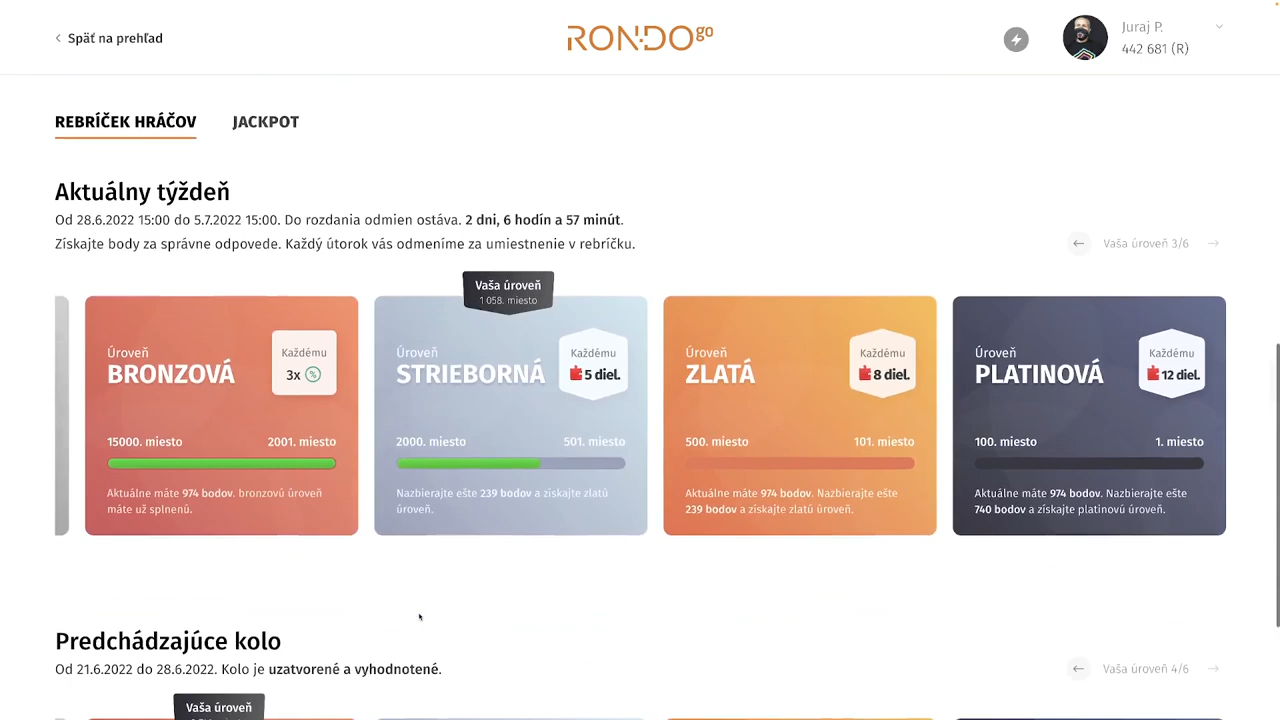 Späť na prehľad
RONDO go
Juraj P.
442 681 (R)
REBRÍČEK HRÁČOV
JACKPOT
Aktuálny týždeň
Od 28.6.2022 15:00 do 5.7.2022 15:00. Do rozdania odmien ostáva. 2 dni, 6 hodín a 57 minút.
Získajte body za správne odpovede. Každý útorok vás odmeníme za umiestnenie v rebríčku.
Vaša úroveň 3/6
Úroveň
BRONZOVÁ
Každému
3x %
15000. miesto
2001. miesto
Aktuálne máte 974 bodov. bronzovú úroveň
máte už splnenú.
Vaša úroveň
1 058. miesto
Úroveň
STRIEBORNÁ
Každému
5 diel.
2000. miesto
501. miesto
Nazbierajte ešte 239 bodov a získajte zlatú
úroveň.
Úroveň
ZLATÁ
Každému
8 diel.
500. miesto
101. miesto
Aktuálne máte 974 bodov. Nazbierajte ešte
239 bodov a získajte zlatú úroveň.
Úroveň
PLATINOVÁ
Každému
12 diel.
100. miesto
1. miesto
Aktuálne máte 974 bodov. Nazbierajte ešte
740 bodov a získajte platinovú úroveň.
Predchádzajúce kolo
Od 21.6.2022 do 28.6.2022. Kolo je uzatvorené a vyhodnotené.
Vaša úroveň 4/6
Vaša úroveň